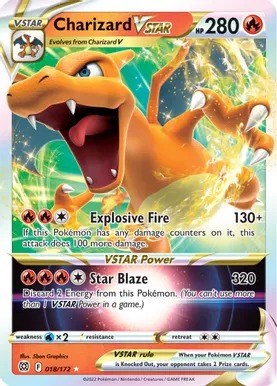 VSTAR Charizard VSTAR HP 280
Evolves from Charizard V
Explosive Fire 130+
If this Pokémon has any damage counters on it, this
attack does 100 more damage.
VSTAR Power
Star Blaze 320
Discard 2 Energy from this Pokémon. (You can't use more
than 1 VSTAR Power in a game.)
weakness ×2 resistance retreat
Illus. 5ban Graphics
F 018/172
VSTAR rule
When your Pokémon VSTAR
is Knocked Out, your opponent takes 2 Prize cards.
©2022 Pokémon / Nintendo / Creatures / GAME FREAK